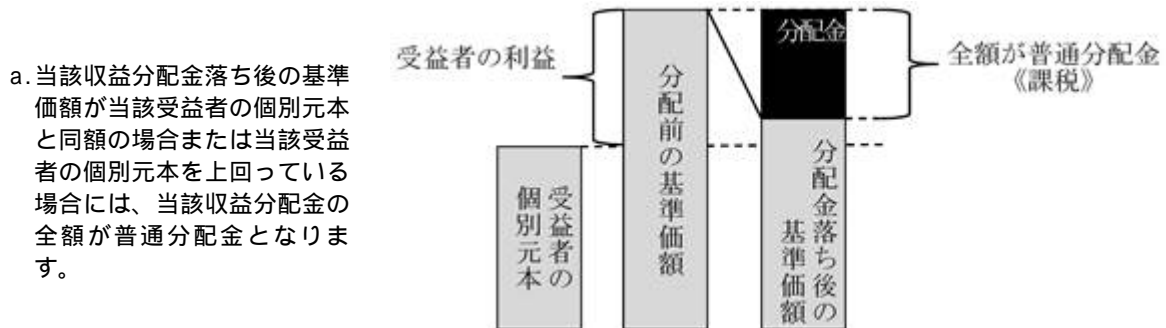 a.当該収益分配金落ち後の基準
価額が当該受益者の個別元本
と同額の場合または当該受益
者の個別元本を上回っている
場合には、当該収益分配金の
全額が普通分配金となりま
す。
受益者の利益
受益者の
個別元本
分配前の基準価額
分配金
分配金落ち後の
基準価額
全額が普通分配金
《課税》